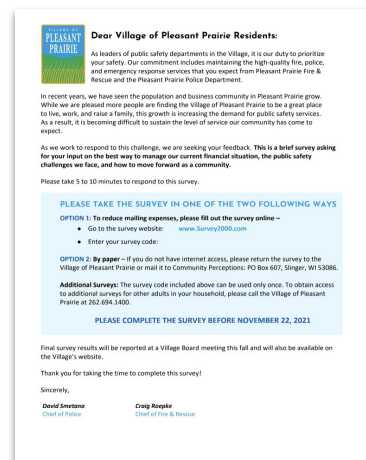 VILLAGE OF
PLEASANT
PRAIRIE
Dear Village of Pleasant Prairie Residents:
As leaders of public safety departments in the Village, it is our duty to prioritize
your safety. Our commitment includes maintaining the high-quality fire, police,
and emergency response services that you expect from Pleasant Prairie Fire &
Rescue and the Pleasant Prairie Police Department.
In recent years, we have seen the population and business community in Pleasant Prairie grow.
While we are pleased more people are finding the Village of Pleasant Prairie to be a great place
to live, work, and raise a family, this growth is increasing the demand for public safety services.
As a result, it is becoming difficult to sustain the level of service our community has come to
expect.
As we work to respond to this challenge, we are seeking your feedback. This is a brief survey asking
for your input on the best way to manage our current financial situation, the public safety
challenges we face, and how to move forward as a community.
Please take 5 to 10 minutes to respond to this survey.
PLEASE TAKE THE SURVEY IN ONE OF THE TWO FOLLOWING WAYS
OPTION 1: To reduce mailing expenses, please fill out the survey online –
• Go to the survey website: www.Survey2000.com
• Enter your survey code:
OPTION 2: By paper – If you do not have internet access, please return the survey to the
Village of Pleasant Prairie or mail it to Community Perceptions: PO Box 607, Slinger, WI 53086.
Additional Surveys: The survey code included above can be used only once. To obtain access
to additional surveys for other adults in your household, please call the Village of Pleasant
Prairie at 262.694.1400.
PLEASE COMPLETE THE SURVEY BEFORE NOVEMBER 22, 2021
Final survey results will be reported at a Village Board meeting this fall and will also be available on
the Village's website.
Thank you for taking the time to complete this survey!
Sincerely,
David Smetana Craig Roepke
Chief of Police Chief of Fire & Rescue